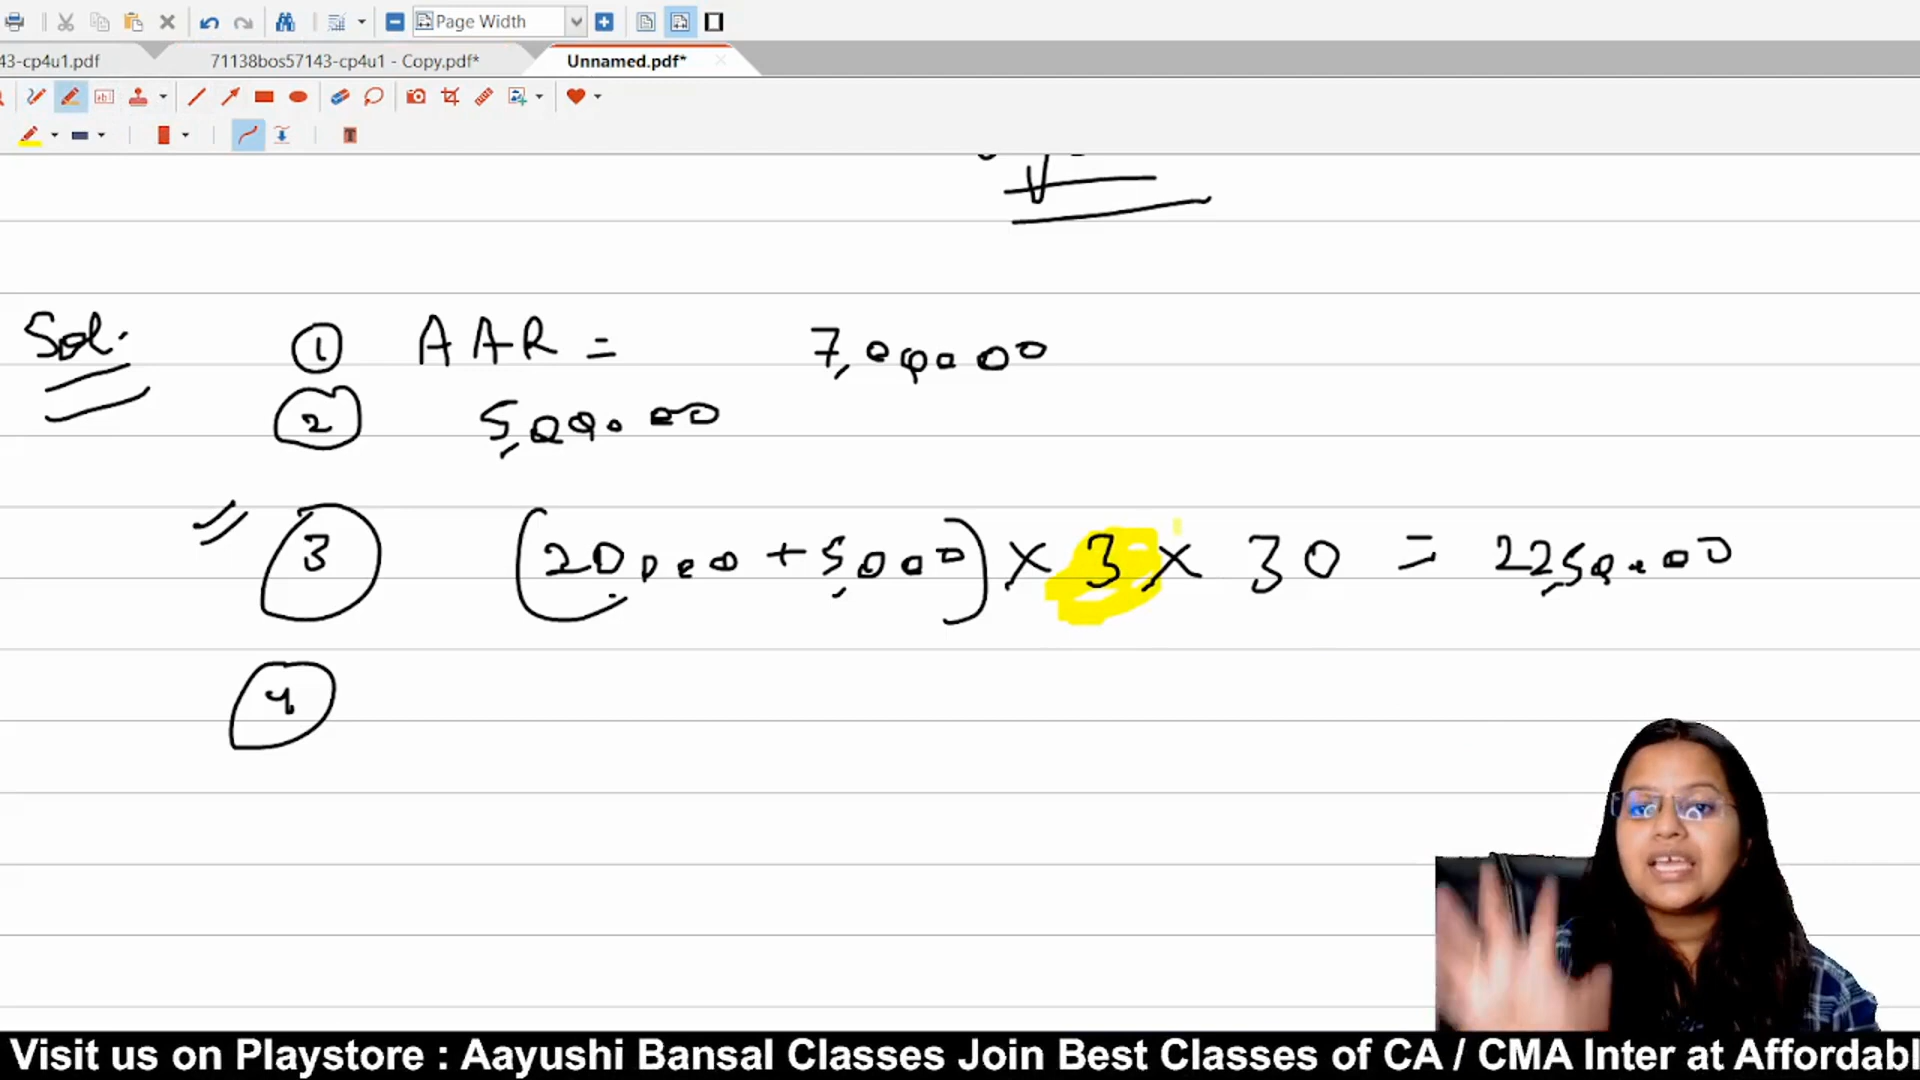 Page Width
43-cp4u1.pdf
71138bos57143-cp4u1 - Copy.pdf*
Unnamed.pdf*
Sol.
1 AAR = 7,00,000
2 5,00,000
3 (20,000 + 5,000) × 3 × 30 = 22,50,000
4
Visit us on Playstore : Aayushi Bansal Classes Join Best Classes of CA / CMA Inter at Affordabl